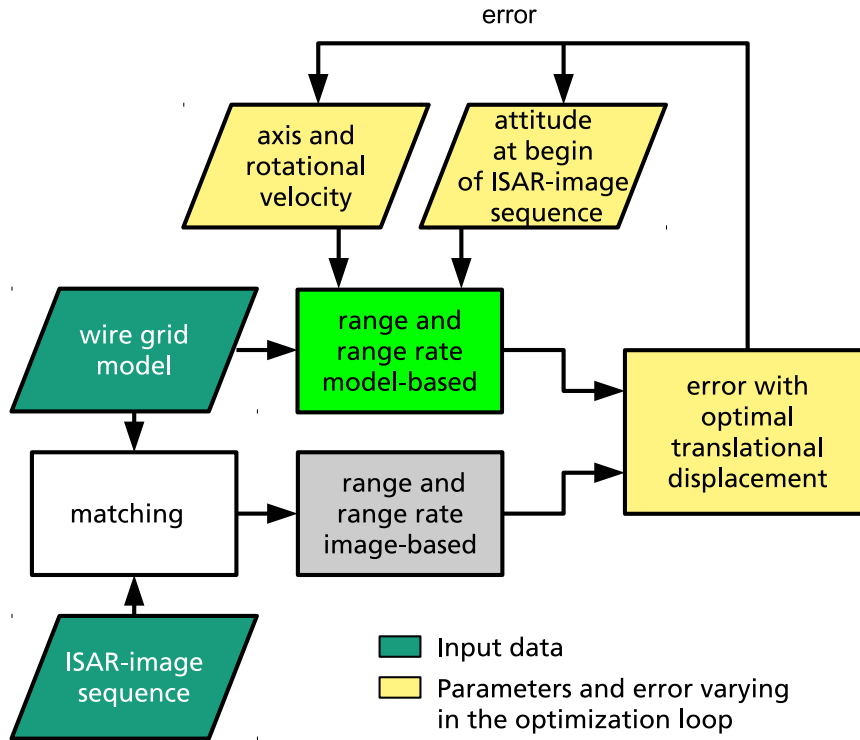 error
axis and
rotational
velocity
attitude
at begin
of ISAR-image
sequence
wire grid
model
range and
range rate
model-based
error with
optimal
translational
displacement
matching
range and
range rate
image-based
ISAR-image
sequence
Input data
Parameters and error varying
in the optimization loop